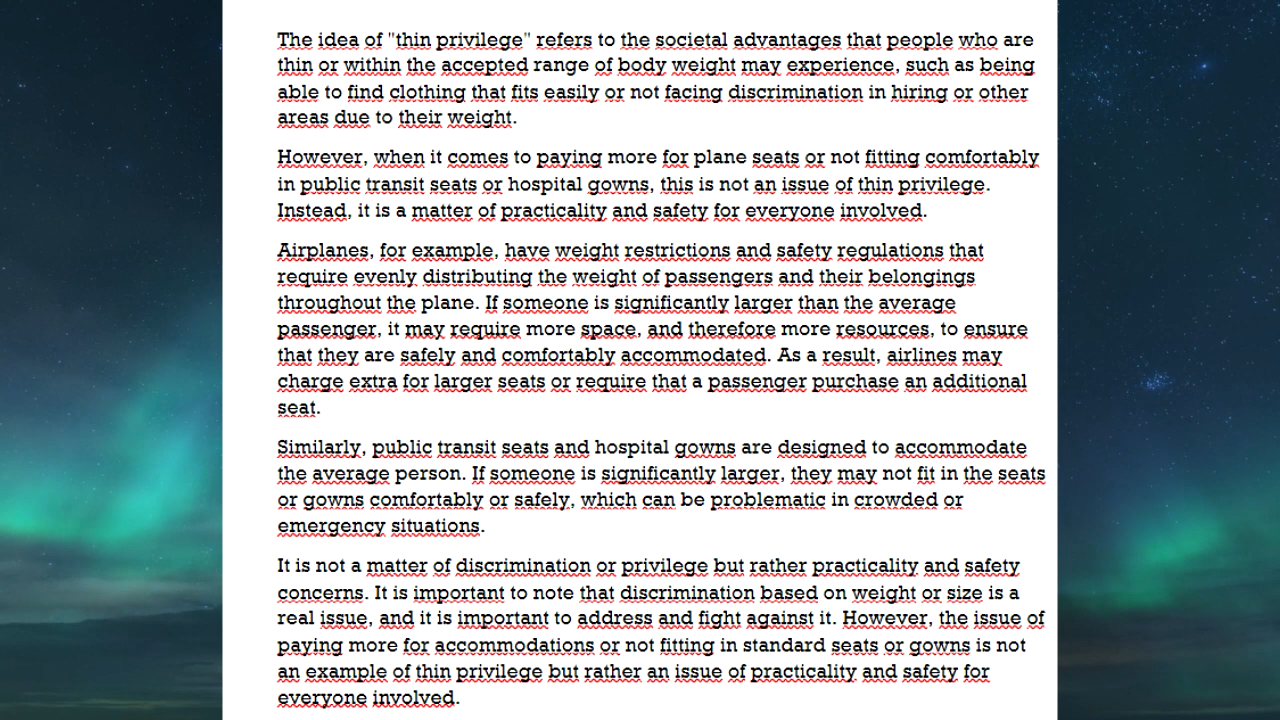 The idea of "thin privilege" refers to the societal advantages that people who are
thin or within the accepted range of body weight may experience, such as being
able to find clothing that fits easily or not facing discrimination in hiring or other
areas due to their weight.
However, when it comes to paying more for plane seats or not fitting comfortably
in public transit seats or hospital gowns, this is not an issue of thin privilege.
Instead, it is a matter of practicality and safety for everyone involved.
Airplanes, for example, have weight restrictions and safety regulations that
require evenly distributing the weight of passengers and their belongings
throughout the plane. If someone is significantly larger than the average
passenger, it may require more space, and therefore more resources, to ensure
that they are safely and comfortably accommodated. As a result, airlines may
charge extra for larger seats or require that a passenger purchase an additional
seat.
Similarly, public transit seats and hospital gowns are designed to accommodate
the average person. If someone is significantly larger, they may not fit in the seats
or gowns comfortably or safely, which can be problematic in crowded or
emergency situations.
It is not a matter of discrimination or privilege but rather practicality and safety
concerns. It is important to note that discrimination based on weight or size is a
real issue, and it is important to address and fight against it. However, the issue of
paying more for accommodations or not fitting in standard seats or gowns is not
an example of thin privilege but rather an issue of practicality and safety for
everyone involved.